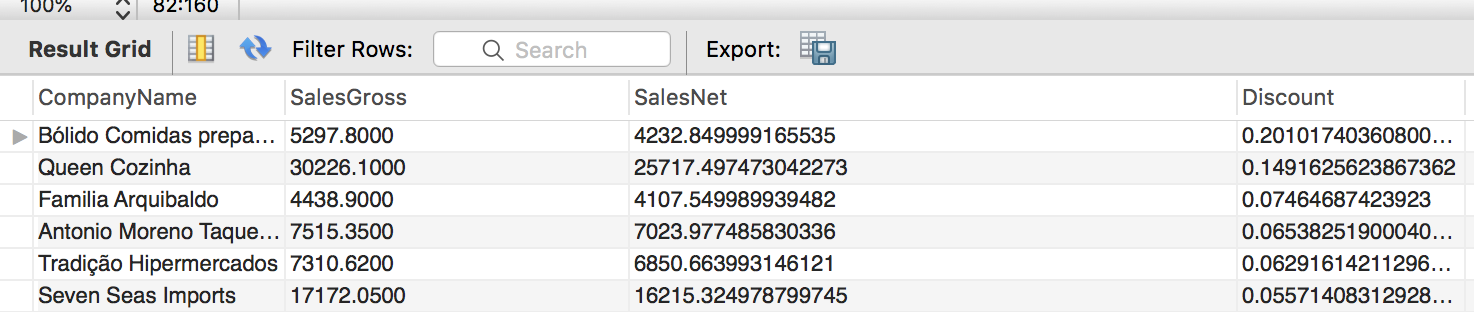 100% 82:160
Result Grid Filter Rows: Search Export:
CompanyName SalesGross SalesNet Discount
Bólido Comidas prepa… 5297.8000 4232.849999165535 0.20101740360800…
Queen Cozinha 30226.1000 25717.497473042273 0.1491625623867362
Familia Arquibaldo 4438.9000 4107.549989939482 0.07464687423923
Antonio Moreno Taque… 7515.3500 7023.977485830336 0.06538251900040…
Tradição Hipermercados 7310.6200 6850.663993146121 0.06291614211296…
Seven Seas Imports 17172.0500 16215.324978799745 0.05571408312928…